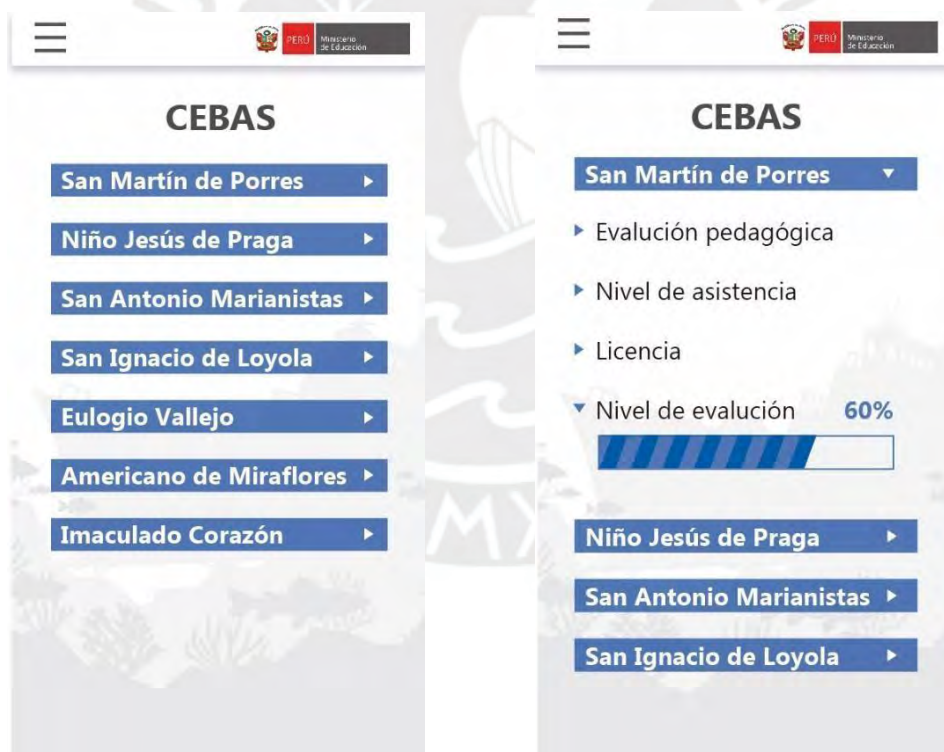 PERÚ
Ministerio
de Educación
CEBAS
San Martín de Porres
Niño Jesús de Praga
San Antonio Marianistas
San Ignacio de Loyola
Eulogio Vallejo
Americano de Miraflores
Imaculado Corazón
PERÚ
Ministerio
de Educación
CEBAS
San Martín de Porres
Evalución pedagógica
Nivel de asistencia
Licencia
Nivel de evalución 60%
Niño Jesús de Praga
San Antonio Marianistas
San Ignacio de Loyola